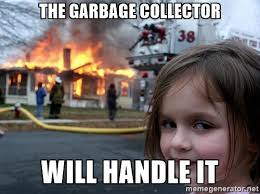 THE GARBAGE COLLECTOR
38
WILL HANDLE IT
memegenerator.net